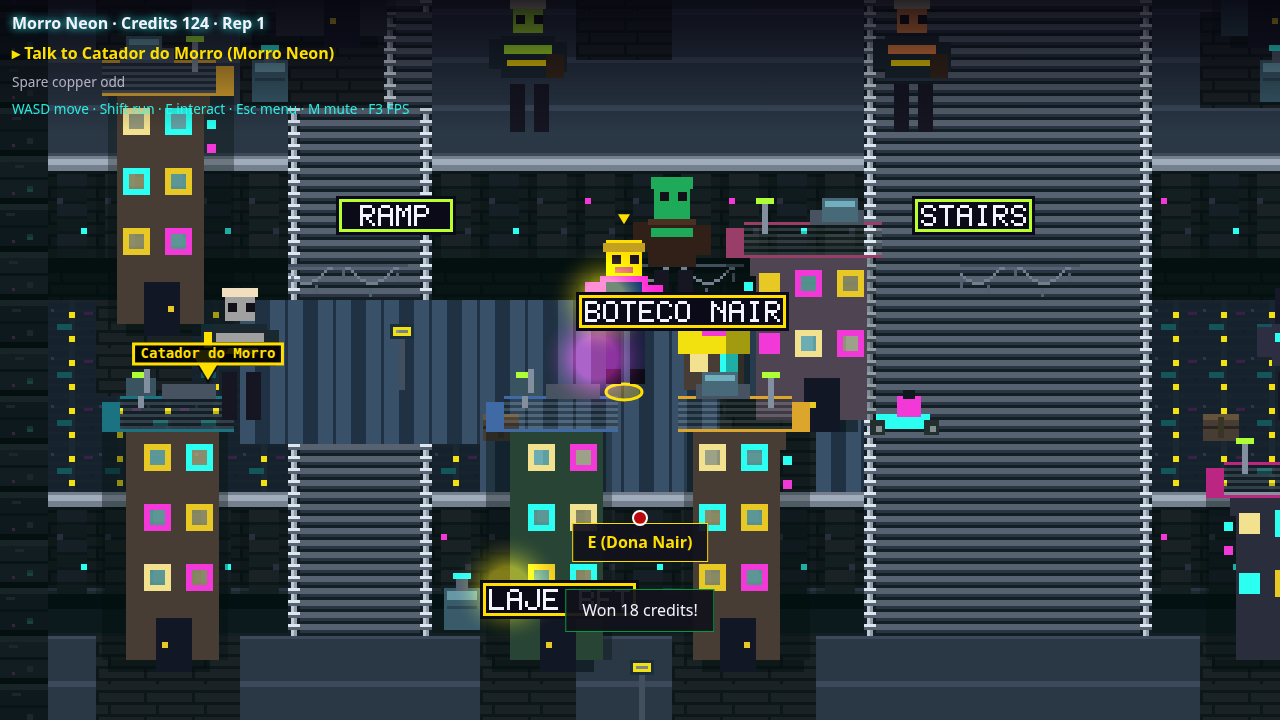 Morro Neon · Credits 124 · Rep 1
▸ Talk to Catador do Morro (Morro Neon)
Spare copper odd
WASD move · Shift run · E interact · Esc menu · M mute · F3 FPS
RAMP
STAIRS
BOTECO NAIR
Catador do Morro
E (Dona Nair)
LAJE BET
Won 18 credits!